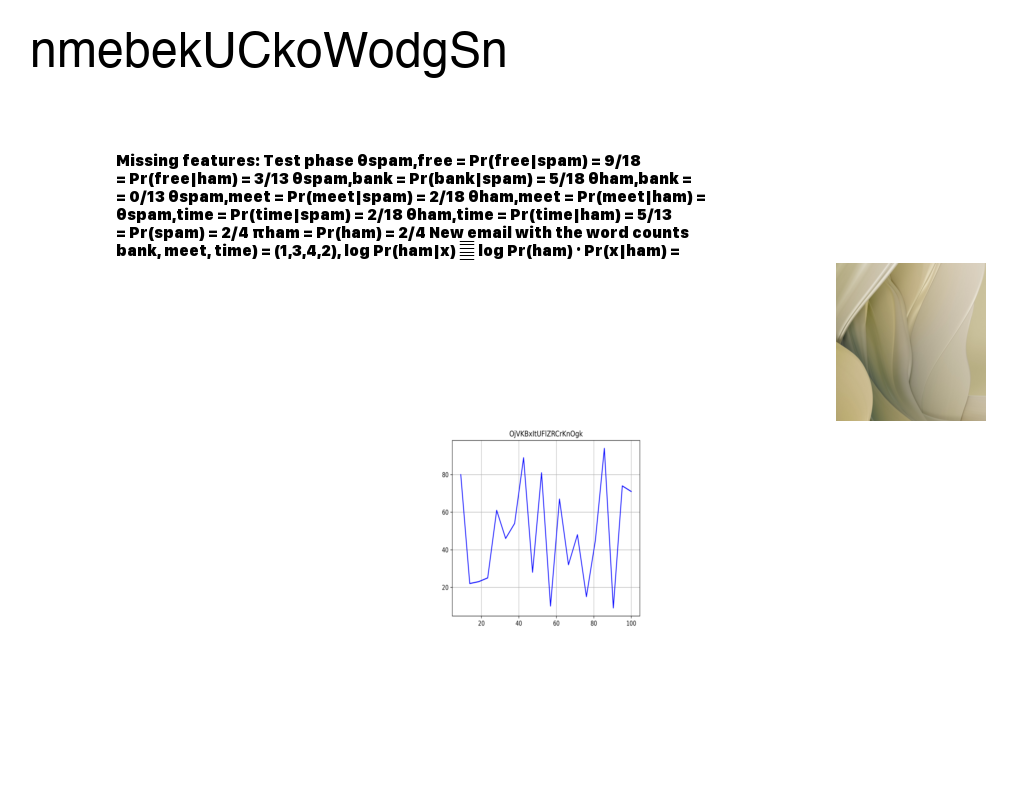 nmebekUCkoWodgSn
Missing features: Test phase θspam,free = Pr(free|spam) = 9/18
= Pr(free|ham) = 3/13 θspam,bank = Pr(bank|spam) = 5/18 θham,bank =
= 0/13 θspam,meet = Pr(meet|spam) = 2/18 θham,meet = Pr(meet|ham) =
θspam,time = Pr(time|spam) = 2/18 θham,time = Pr(time|ham) = 5/13
= Pr(spam) = 2/4 πham = Pr(ham) = 2/4 New email with the word counts
bank, meet, time) = (1,3,4,2), log Pr(ham|x) log Pr(ham) · Pr(x|ham) =
OjVKBxItUFlZRCrKnOgk
80
60
40
20
20 40 60 80 100